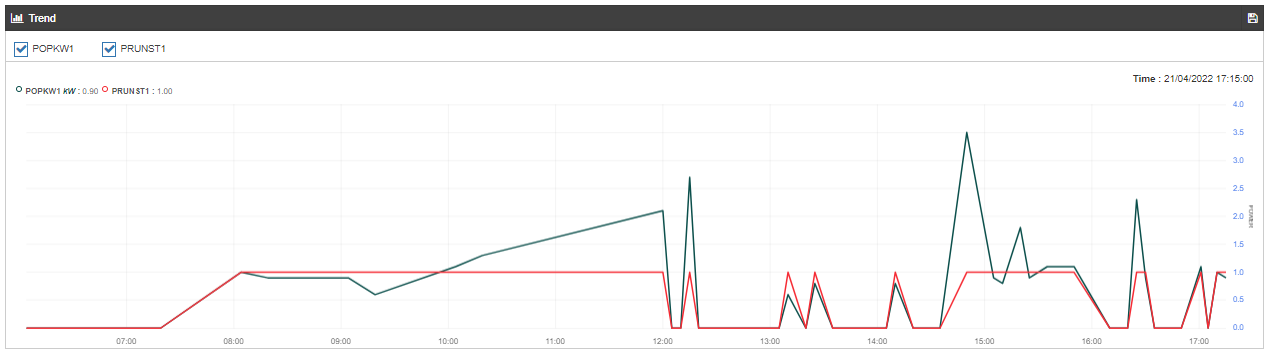 Trend
POPKW1 PRUNST1
Time : 21/04/2022 17:15:00
POPKW1 kW : 0.90 PRUNST1 : 1.00
4.0
3.0
2.5
2.0
1.5
1.0
0.5
0.0
POWER
07:00 08:00 09:00 10:00 11:00 12:00 13:00 14:00 15:00 16:00 17:00